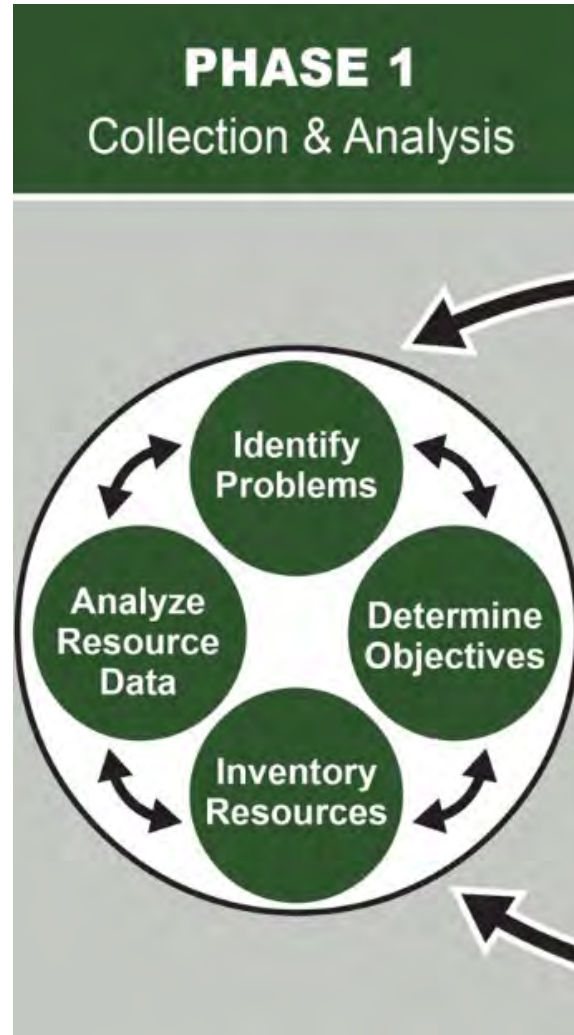 PHASE 1
Collection & Analysis
Identify
Problems
Determine
Objectives
Inventory
Resources
Analyze
Resource
Data